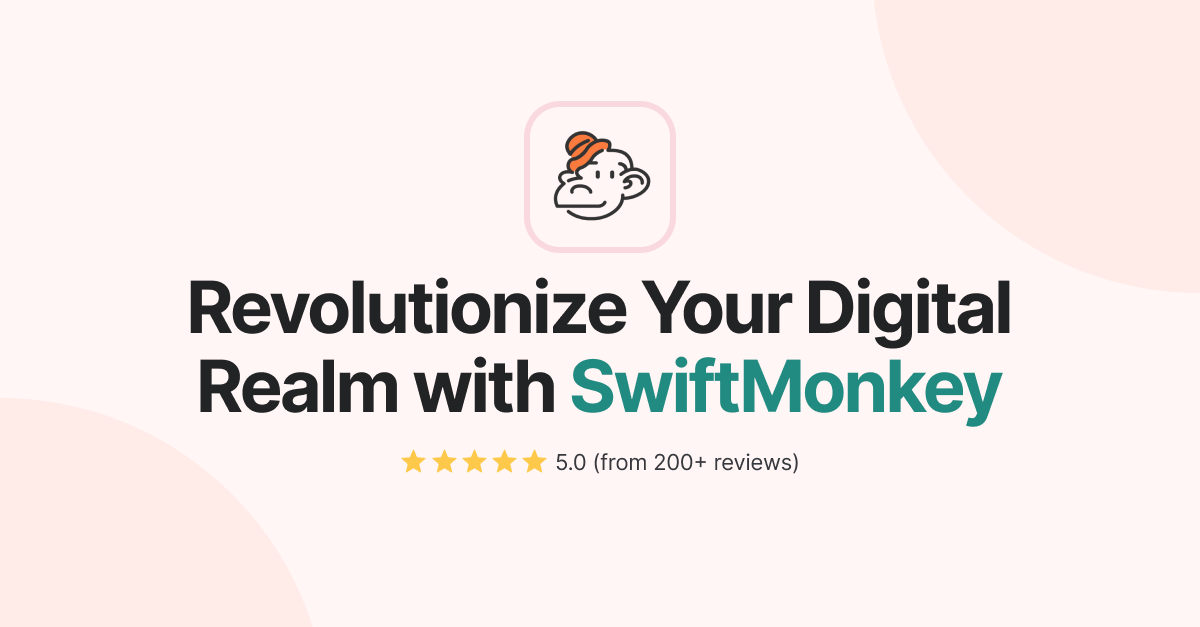 Revolutionize Your Digital
Realm with SwiftMonkey
5.0 (from 200+ reviews)